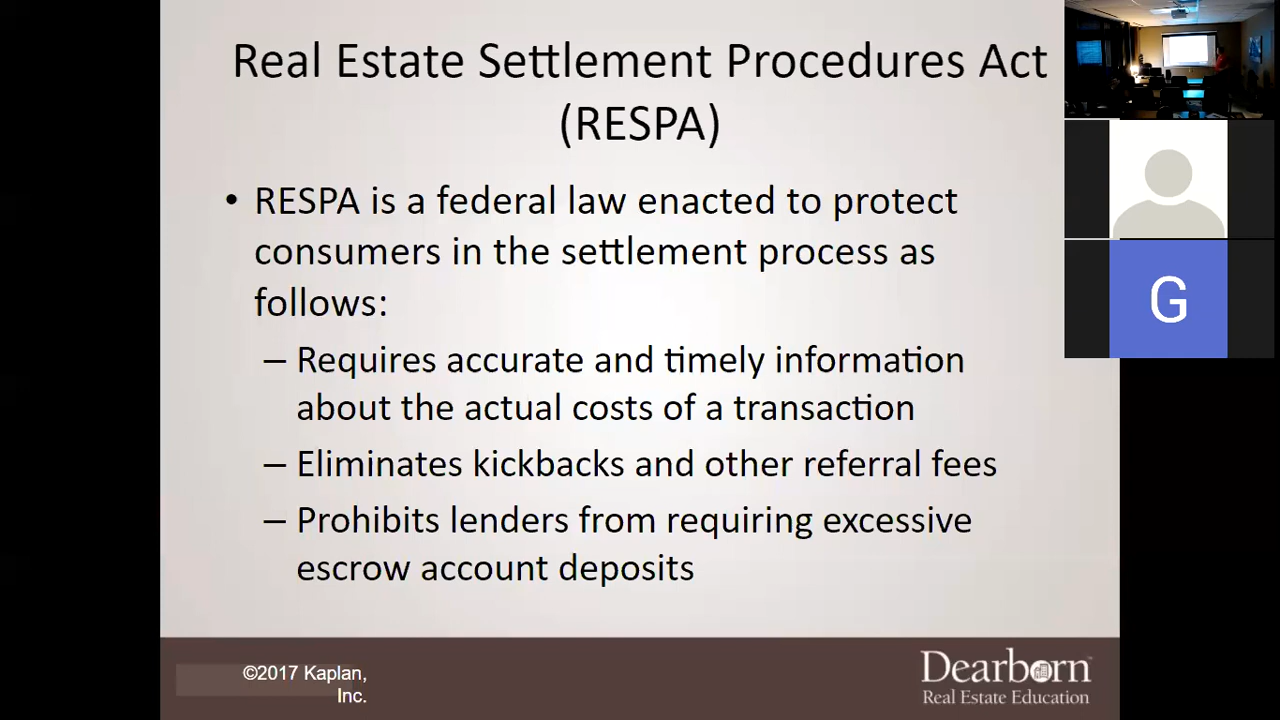 Real Estate Settlement Procedures Act
(RESPA)
• RESPA is a federal law enacted to protect
consumers in the settlement process as
follows:
– Requires accurate and timely information
about the actual costs of a transaction
– Eliminates kickbacks and other referral fees
– Prohibits lenders from requiring excessive
escrow account deposits
©2017 Kaplan,
Inc.
Dearborn™
Real Estate Education
G